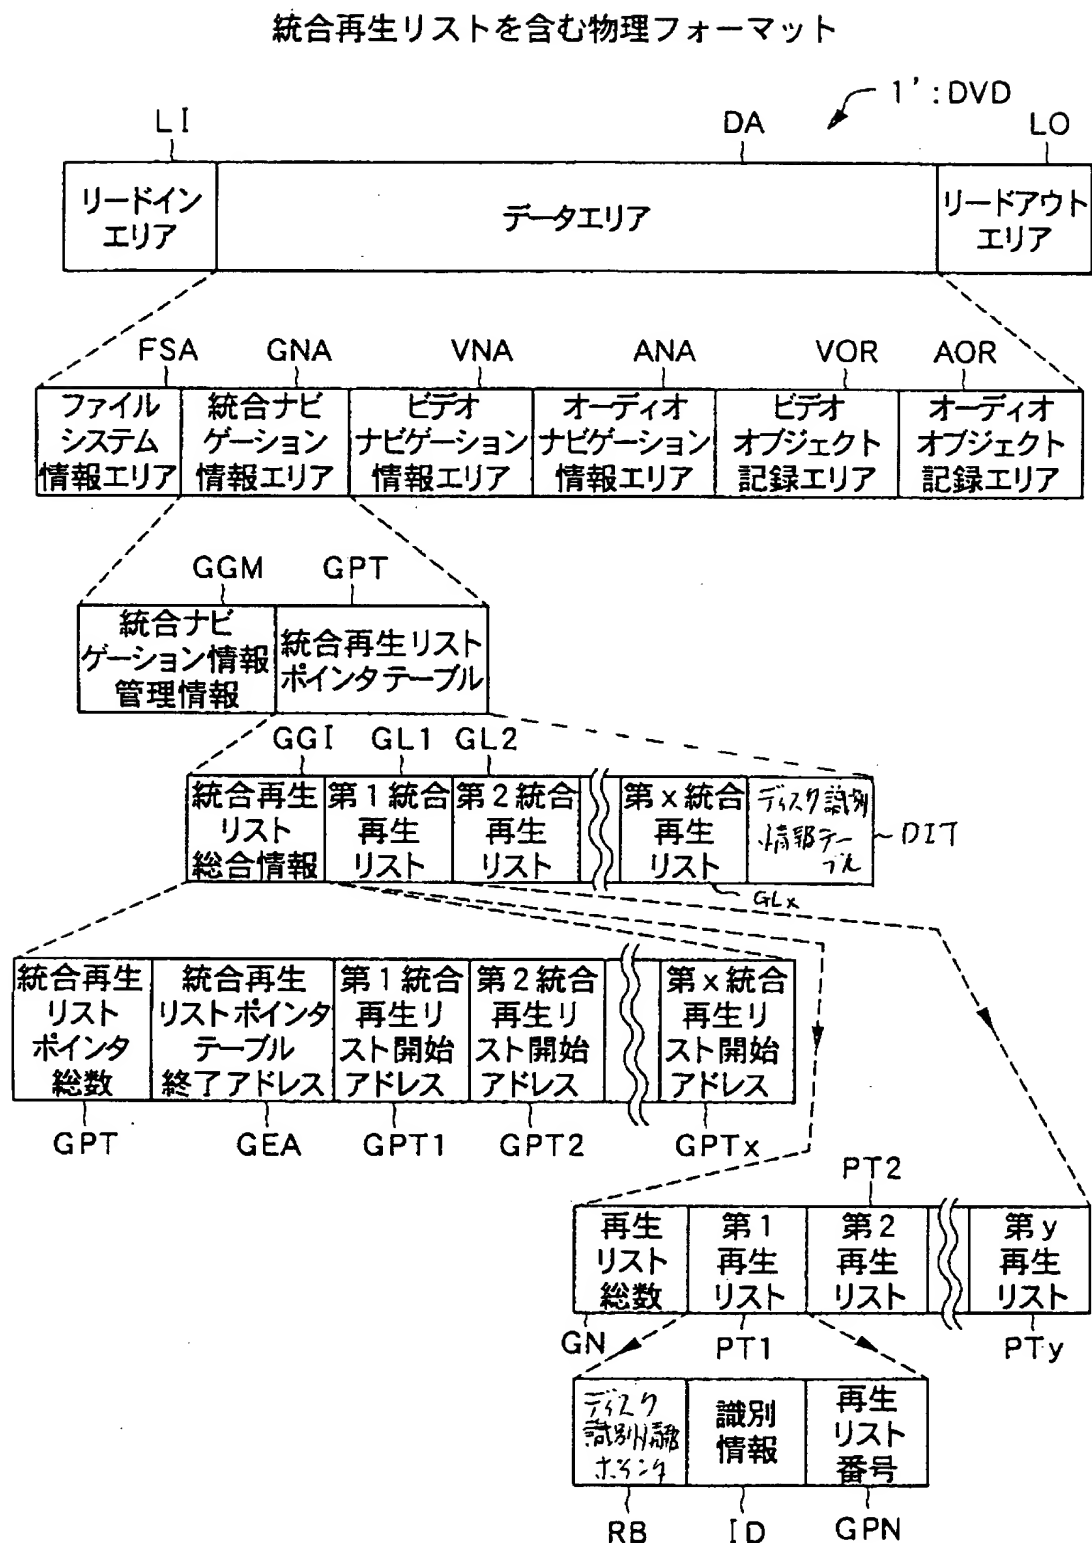 統合再生リストを含む物理フォーマット
1':DVD
LI
DA
LO
リードイン
エリア
データエリア
リードアウト
エリア
FSA
GNA
VNA
ANA
VOR
AOR
ファイル
システム
情報エリア
統合ナビ
ゲーション
情報エリア
ビデオ
ナビゲーション
情報エリア
オーディオ
ナビゲーション
情報エリア
ビデオ
オブジェクト
記録エリア
オーディオ
オブジェクト
記録エリア
GGM
GPT
統合ナビ
ゲーション情報
管理情報
統合再生リスト
ポインタテーブル
GGI
GL1
GL2
統合再生
リスト
総合情報
第1統合
再生
リスト
第2統合
再生
リスト
第x統合
再生
リスト
ディスク識別
情報テー
ブル
DIT
GLx
統合再生
リスト
ポインタ
総数
統合再生
リストポインタ
テーブル
終了アドレス
第1統合
再生リ
スト開始
アドレス
第2統合
再生リ
スト開始
アドレス
第x統合
再生リ
スト開始
アドレス
GPT
GEA
GPT1
GPT2
GPTx
PT2
再生
リスト
総数
第1
再生
リスト
第2
再生
リスト
第y
再生
リスト
GN
PT1
PTy
ディスク
識別情報
ポインタ
識別
情報
再生
リスト
番号
RB
ID
GPN